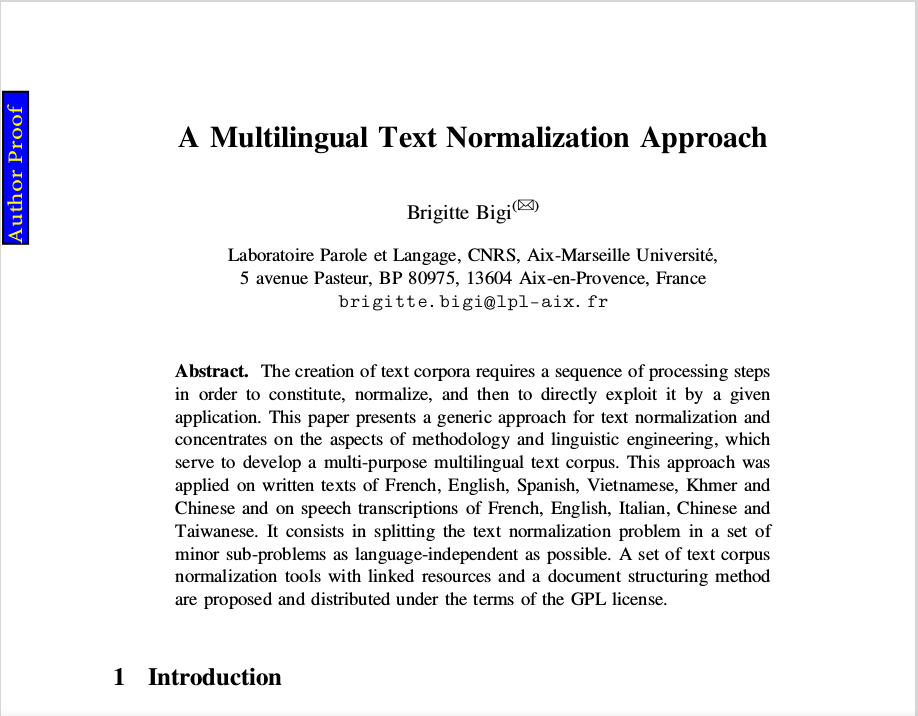 Author Proof
A Multilingual Text Normalization Approach
Brigitte Bigi(✉)
Laboratoire Parole et Langage, CNRS, Aix-Marseille Université,
5 avenue Pasteur, BP 80975, 13604 Aix-en-Provence, France
brigitte.bigi@lpl-aix.fr
Abstract. The creation of text corpora requires a sequence of processing steps
in order to constitute, normalize, and then to directly exploit it by a given
application. This paper presents a generic approach for text normalization and
concentrates on the aspects of methodology and linguistic engineering, which
serve to develop a multi-purpose multilingual text corpus. This approach was
applied on written texts of French, English, Spanish, Vietnamese, Khmer and
Chinese and on speech transcriptions of French, English, Italian, Chinese and
Taiwanese. It consists in splitting the text normalization problem in a set of
minor sub-problems as language-independent as possible. A set of text corpus
normalization tools with linked resources and a document structuring method
are proposed and distributed under the terms of the GPL license.
1 Introduction